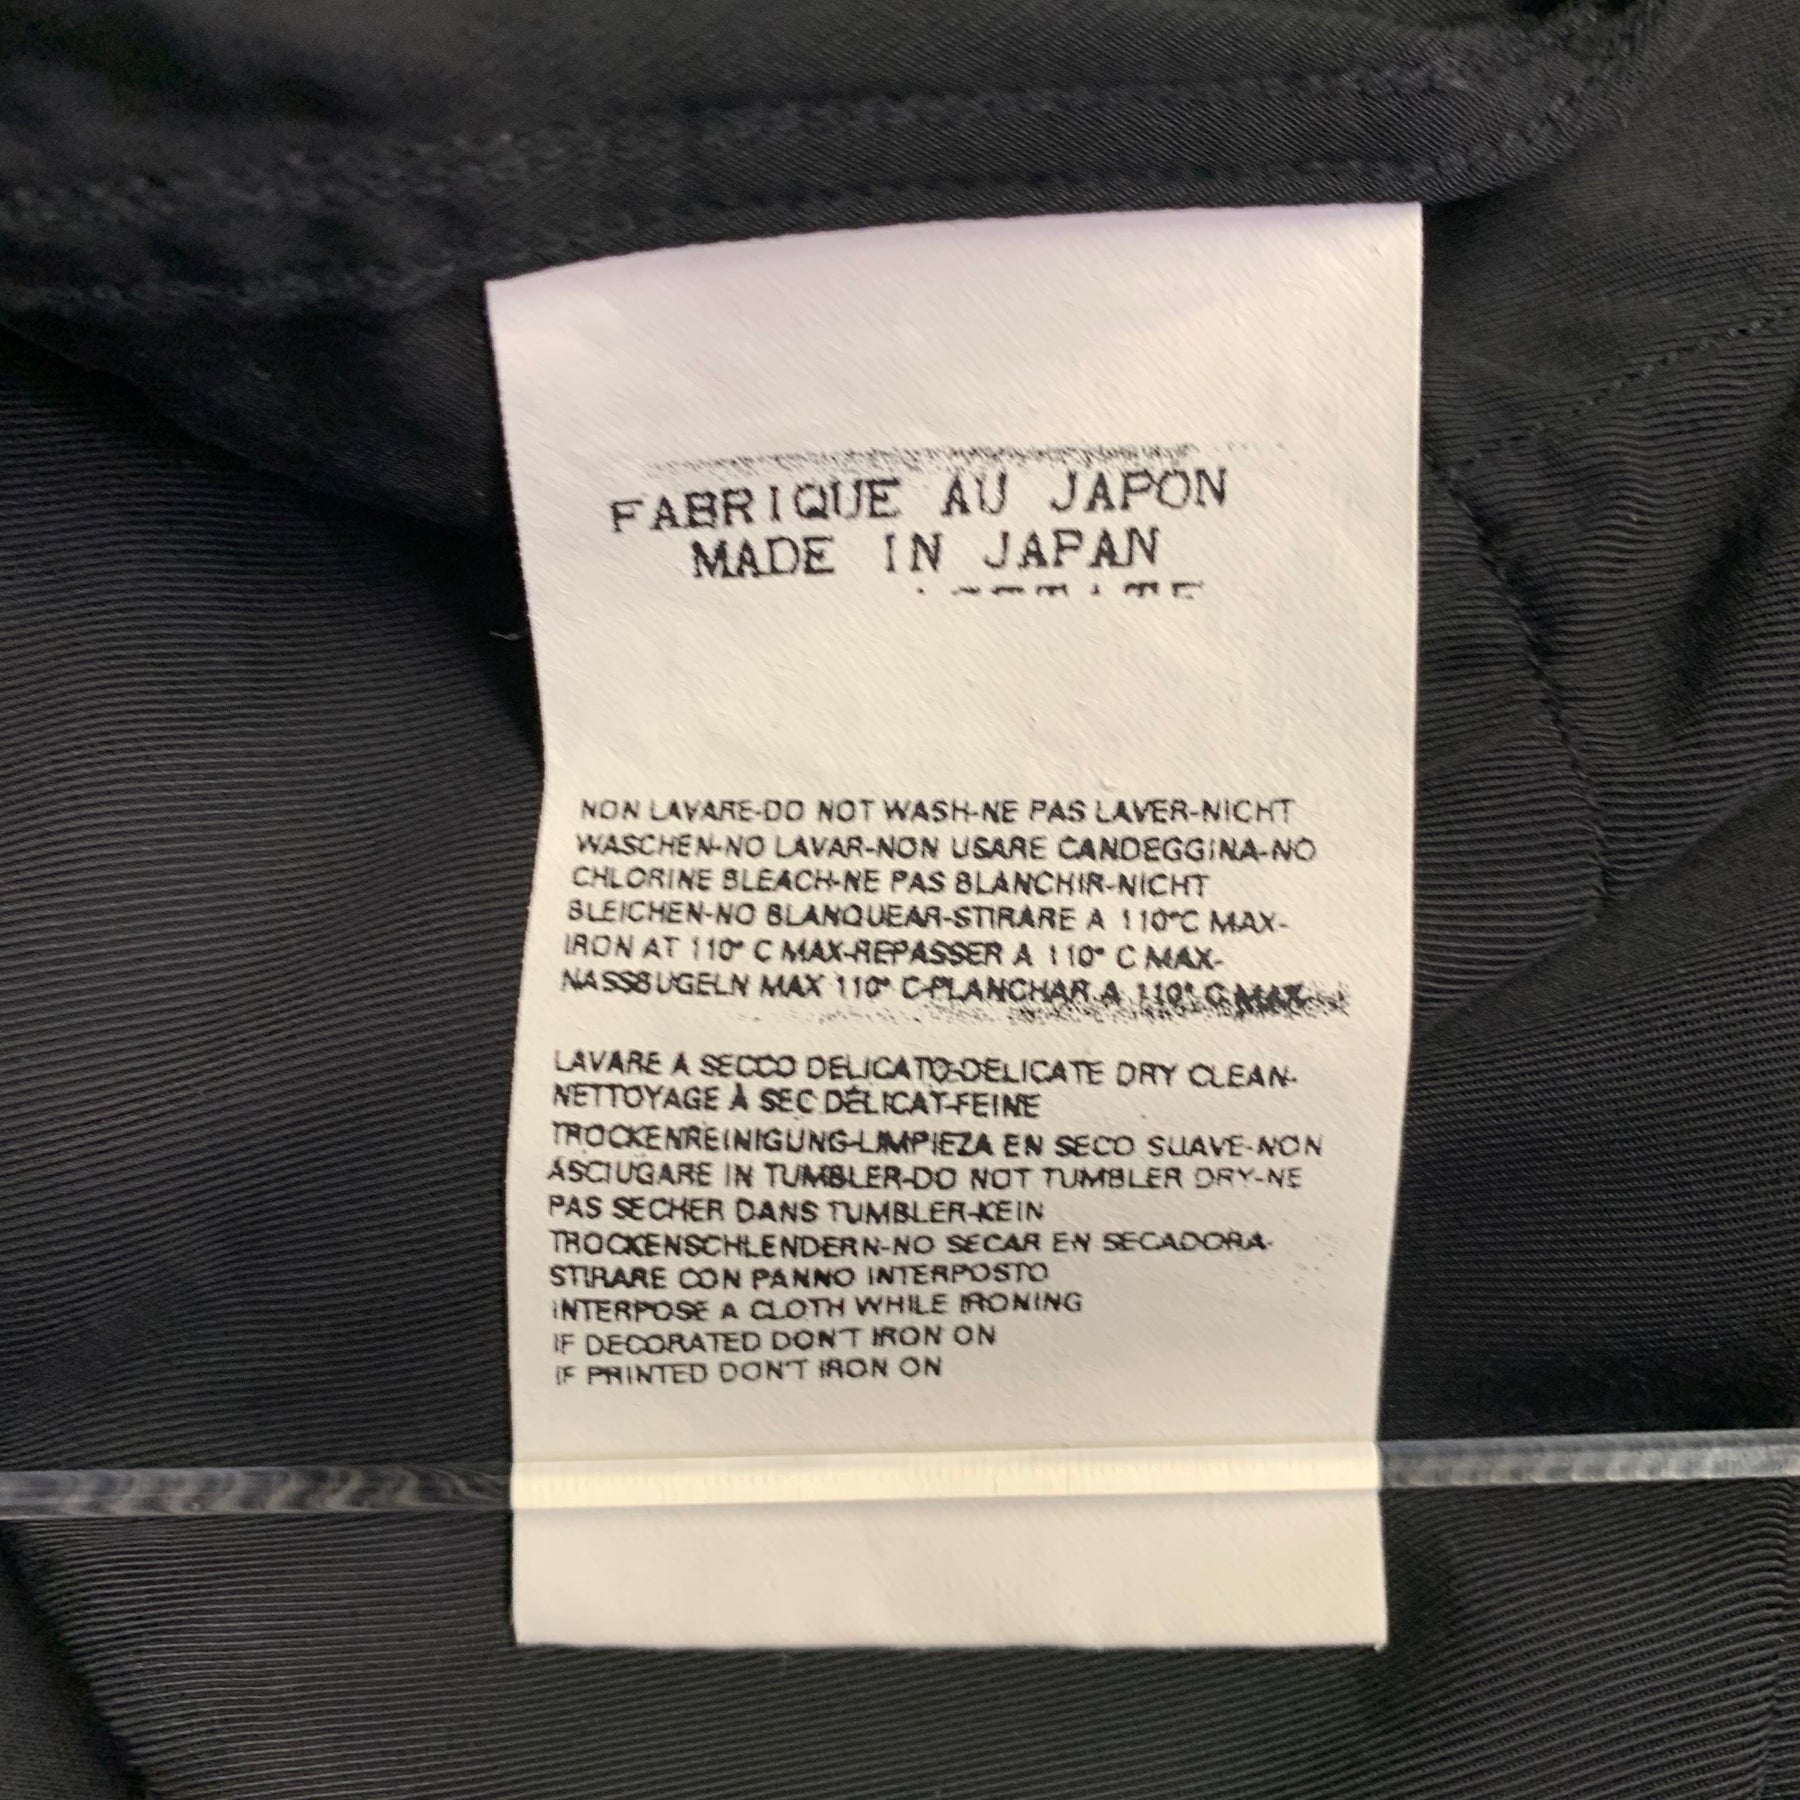 FABRIQUE AU JAPON
MADE IN JAPAN
NON LAVARE-DO NOT WASH-NE PAS LAVER-NICHT
WASCHEN-NO LAVAR-NON USARE CANDEGGINA-NO
CHLORINE BLEACH-NE PAS BLANCHIR-NICHT
BLEICHEN-NO BLANQUEAR-STIRARE A 110°C MAX-
IRON AT 110° C MAX-REPASSER A 110° C MAX-
NASSBUGELN MAX 110° C-PLANCHAR A 110° C MAX
LAVARE A SECCO DELICATO-DELICATE DRY CLEAN-
NETTOYAGE À SEC DÉLICAT-FEINE
TROCKENREINIGUNG-LIMPIEZA EN SECO SUAVE-NON
ASCIUGARE IN TUMBLER-DO NOT TUMBLER DRY-NE
PAS SECHER DANS TUMBLER-KEIN
TROCKENSCHLENDERN-NO SECAR EN SECADORA-
STIRARE CON PANNO INTERPOSTO
INTERPOSE A CLOTH WHILE IRONING
IF DECORATED DON'T IRON ON
IF PRINTED DON'T IRON ON